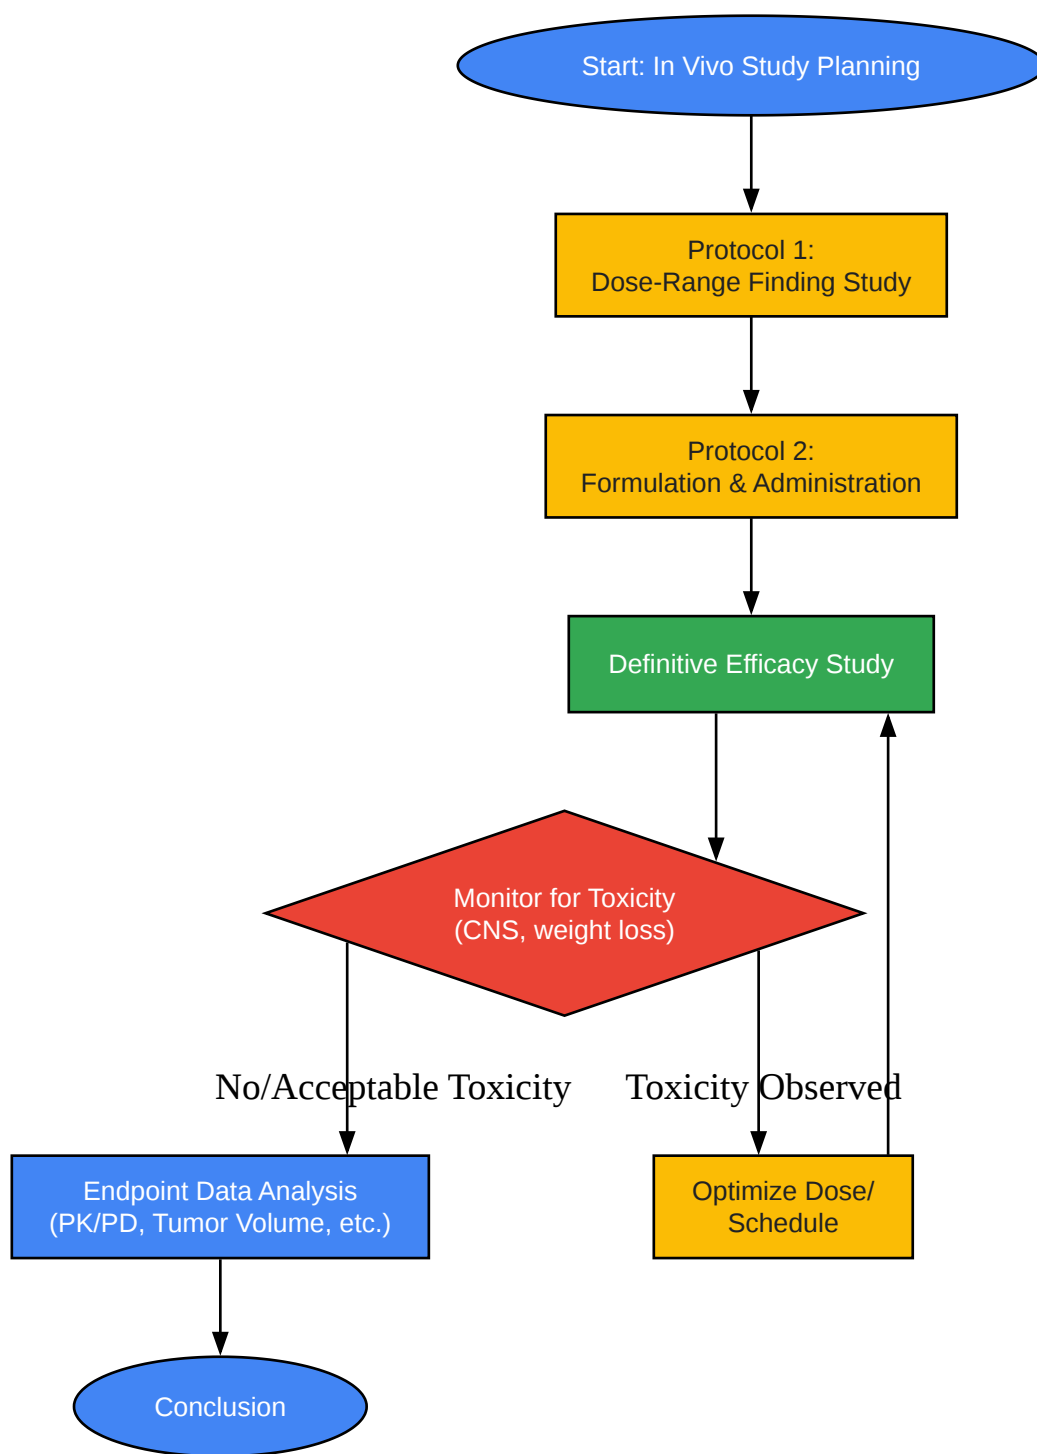 Start: In Vivo Study Planning
Protocol 1:
Dose-Range Finding Study
Protocol 2:
Formulation & Administration
Definitive Efficacy Study
Monitor for Toxicity
(CNS, weight loss)
No/Acceptable Toxicity
Toxicity Observed
Endpoint Data Analysis
(PK/PD, Tumor Volume, etc.)
Optimize Dose/
Schedule
Conclusion